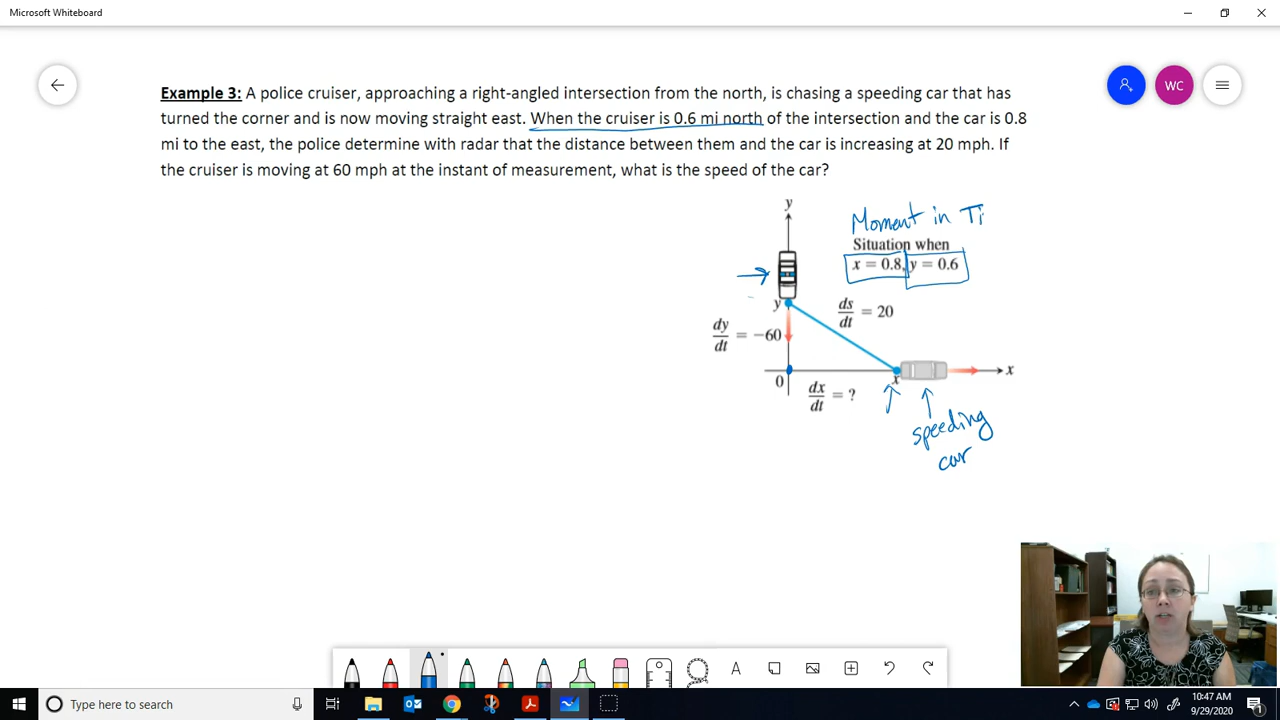 Microsoft Whiteboard
WC
Example 3: A police cruiser, approaching a right-angled intersection from the north, is chasing a speeding car that has
turned the corner and is now moving straight east. When the cruiser is 0.6 mi north of the intersection and the car is 0.8
mi to the east, the police determine with radar that the distance between them and the car is increasing at 20 mph. If
the cruiser is moving at 60 mph at the instant of measurement, what is the speed of the car?
y
Moment in Ti
Situation when
x = 0.8, y = 0.6
y
ds/dt = 20
dy/dt = −60
0
x
x
dx/dt = ?
speeding
car
A
Type here to search
10:47 AM
9/29/2020
1